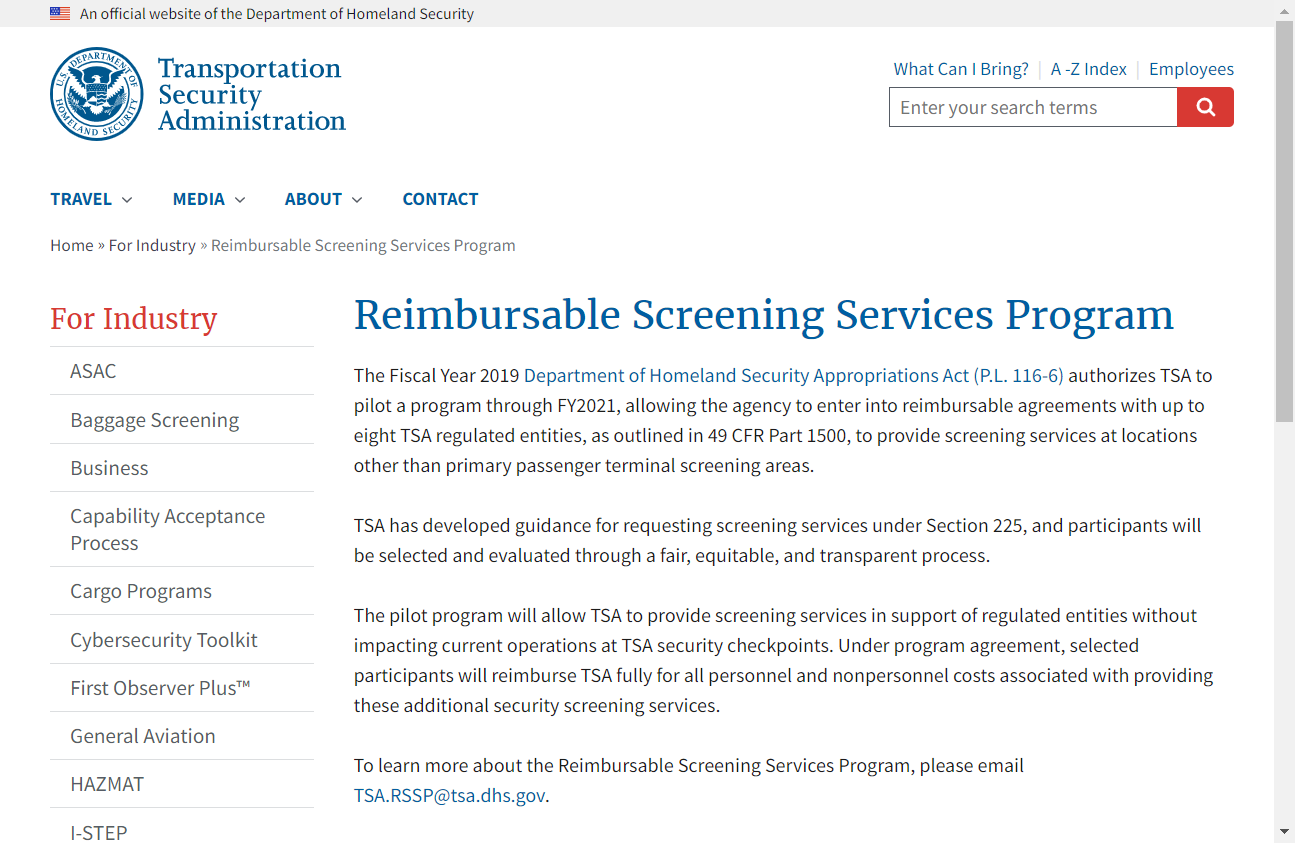 An official website of the Department of Homeland Security
U.S. DEPARTMENT OF HOMELAND SECURITY
Transportation
Security
Administration
What Can I Bring? | A -Z Index | Employees
Enter your search terms
TRAVEL MEDIA ABOUT CONTACT
Home » For Industry » Reimbursable Screening Services Program
For Industry
ASAC
Baggage Screening
Business
Capability Acceptance
Process
Cargo Programs
Cybersecurity Toolkit
First Observer Plus™
General Aviation
HAZMAT
I-STEP
Reimbursable Screening Services Program
The Fiscal Year 2019 Department of Homeland Security Appropriations Act (P.L. 116-6) authorizes TSA to
pilot a program through FY2021, allowing the agency to enter into reimbursable agreements with up to
eight TSA regulated entities, as outlined in 49 CFR Part 1500, to provide screening services at locations
other than primary passenger terminal screening areas.
TSA has developed guidance for requesting screening services under Section 225, and participants will
be selected and evaluated through a fair, equitable, and transparent process.
The pilot program will allow TSA to provide screening services in support of regulated entities without
impacting current operations at TSA security checkpoints. Under program agreement, selected
participants will reimburse TSA fully for all personnel and nonpersonnel costs associated with providing
these additional security screening services.
To learn more about the Reimbursable Screening Services Program, please email
TSA.RSSP@tsa.dhs.gov.